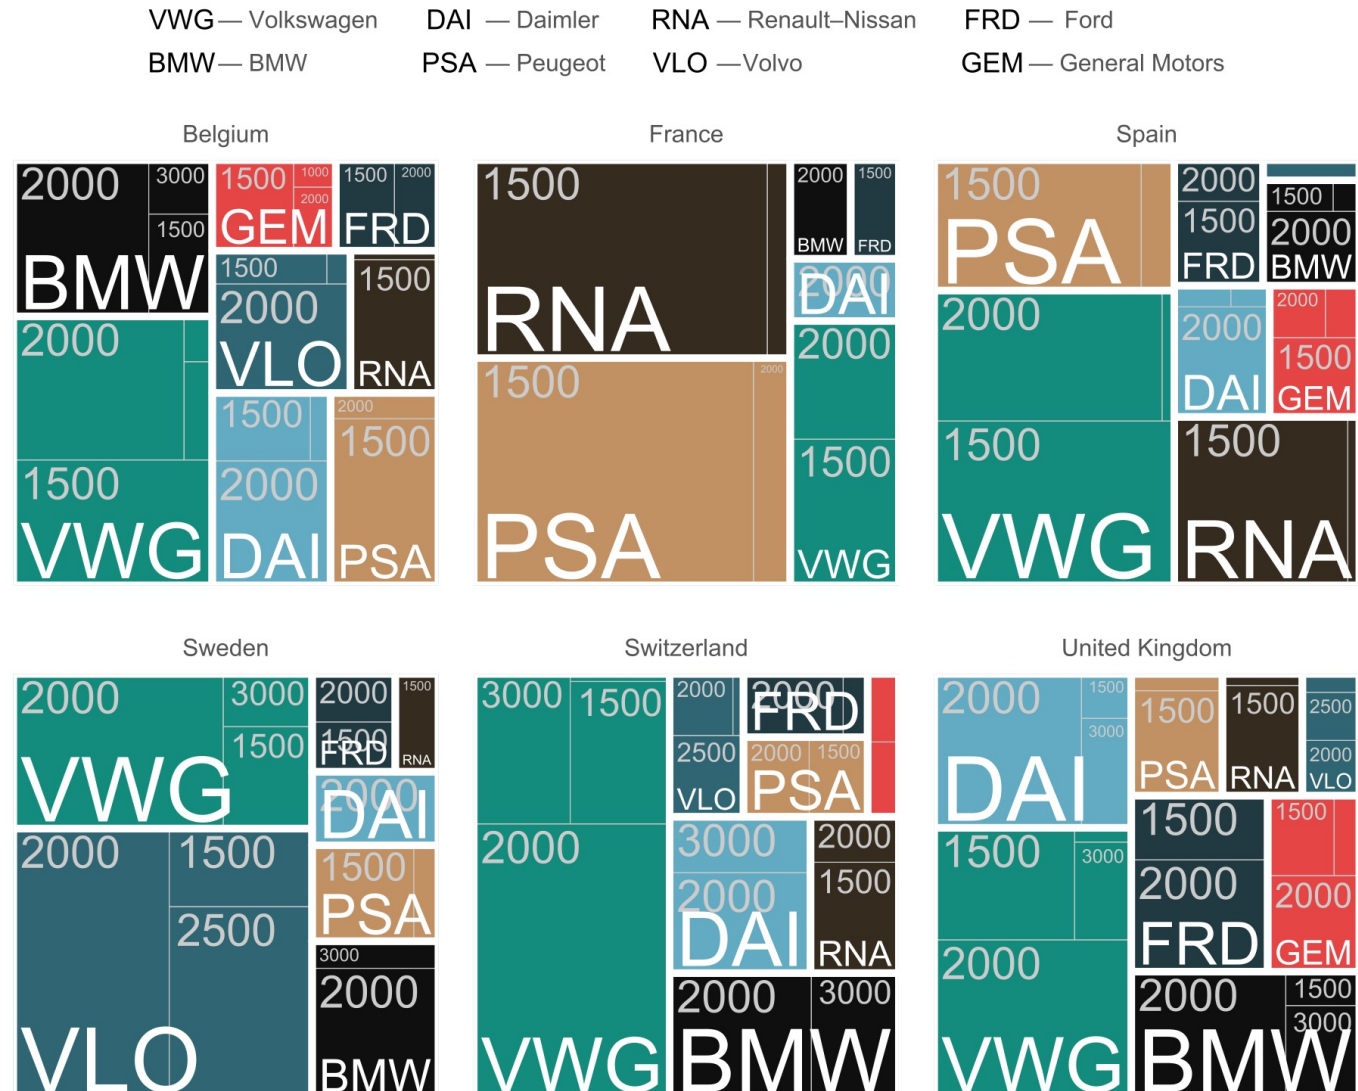 VWG — Volkswagen DAI — Daimler RNA — Renault–Nissan FRD — Ford
BMW — BMW PSA — Peugeot VLO — Volvo GEM — General Motors
Belgium France Spain
2000 3000 1500 BMW
1500 1000 2000 GEM
1500 2000 FRD
1500 2000 VLO
1500 RNA
2000 1500 VWG
1500 2000 DAI
2000 1500 PSA
1500 RNA
2000 BMW
1500 FRD
2000 DAI
1500 2000 PSA
2000 1500 VWG
1500 PSA
2000 1500 FRD
1500 2000 BMW
2000 1500 VWG
2000 DAI
2000 1500 GEM
1500 RNA
Sweden Switzerland United Kingdom
2000 3000 1500 VWG
2000 1500 FRD
1500 RNA
2000 DAI
2000 1500 2500 VLO
1500 PSA
3000 2000 BMW
3000 1500 2000 VWG
2000 2500 VLO
2000 FRD
2000 1500 PSA
3000 2000 DAI
2000 1500 RNA
2000 3000 BMW
2000 1500 3000 DAI
1500 PSA
1500 RNA
2500 2000 VLO
1500 3000 2000 VWG
1500 2000 FRD
1500 2000 GEM
2000 1500 3000 BMW